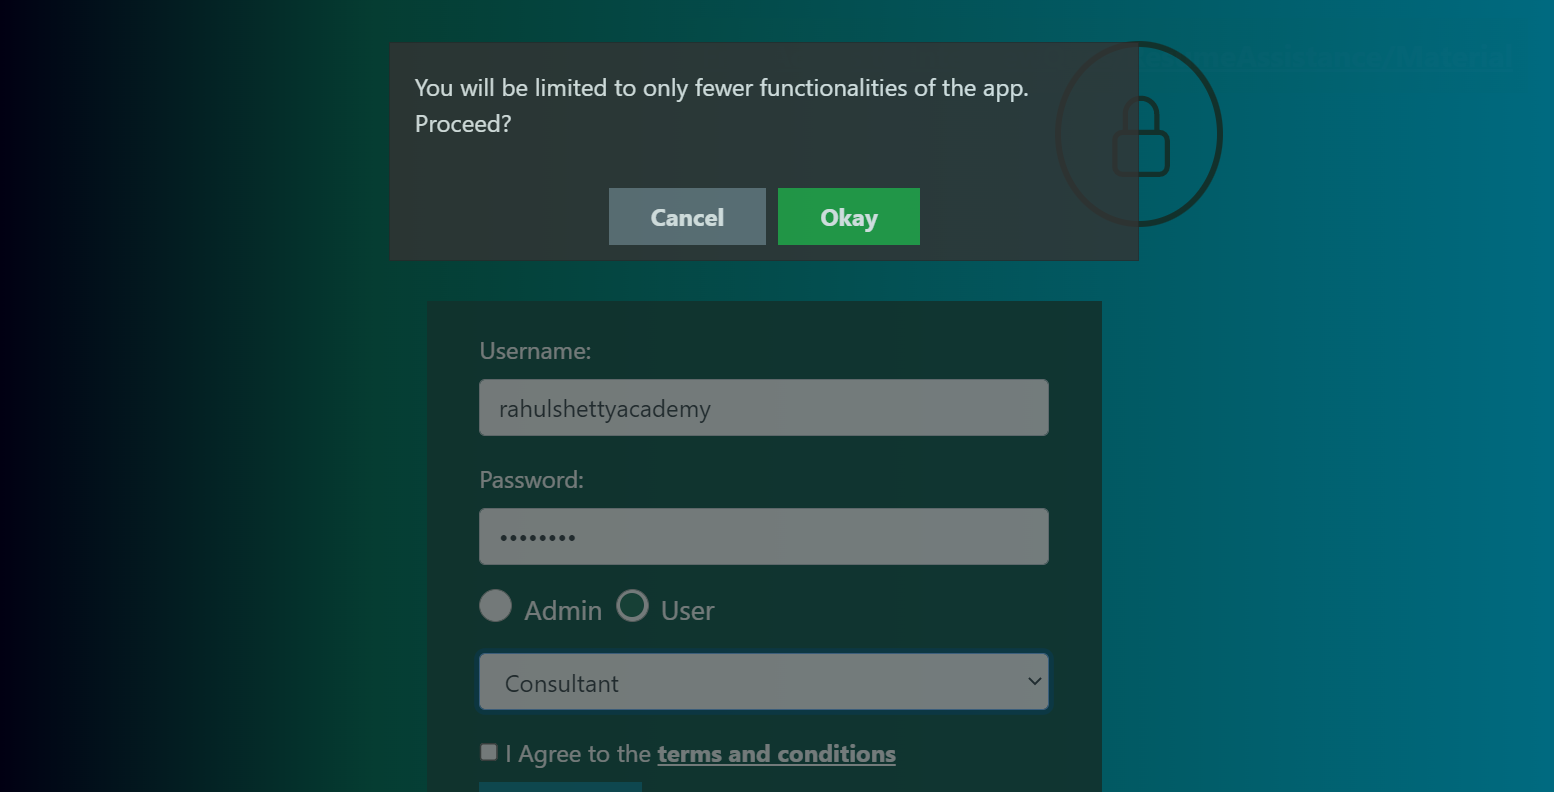 You will be limited to only fewer functionalities of the app.
Proceed?
Cancel Okay
Username:
rahulshettyacademy
Password:
••••••••
Admin User
Consultant
I Agree to the terms and conditions